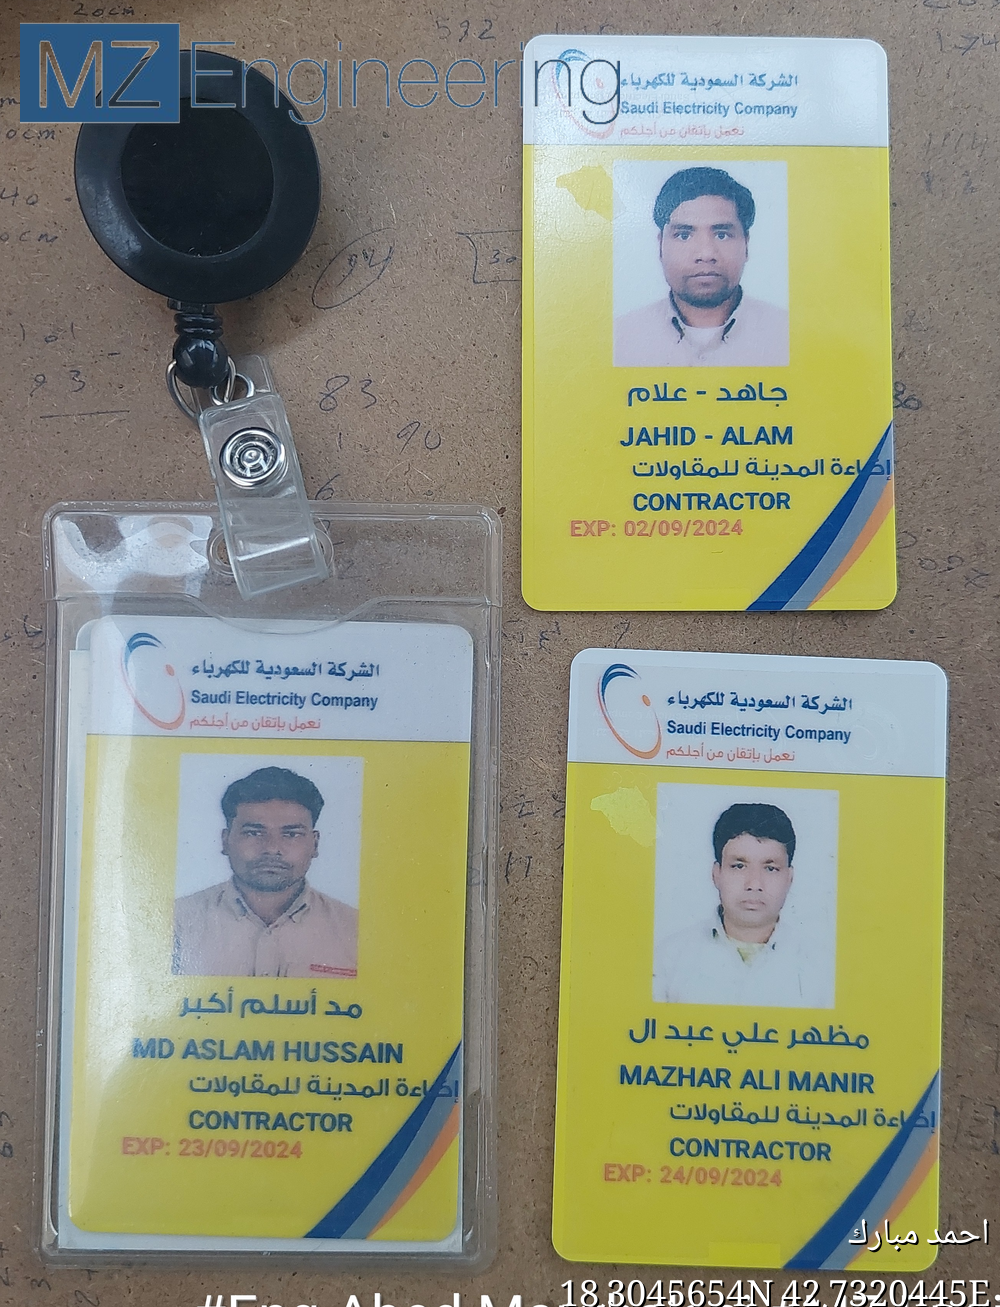 MZ Engineering
الشركة السعودية للكهرباء
Saudi Electricity Company
نعمل بإتقان من أجلكم
جاهد - علام
JAHID - ALAM
إضاءة المدينة للمقاولات
CONTRACTOR
EXP: 02/09/2024
الشركة السعودية للكهرباء
Saudi Electricity Company
نعمل بإتقان من أجلكم
مد أسلم أكبر
MD ASLAM HUSSAIN
إضاءة المدينة للمقاولات
CONTRACTOR
EXP: 23/09/2024
الشركة السعودية للكهرباء
Saudi Electricity Company
نعمل بإتقان من أجلكم
مظهر علي عبد ال
MAZHAR ALI MANIR
إضاءة المدينة للمقاولات
CONTRACTOR
EXP: 24/09/2024
20cm
592
83
90
احمد مبارك
18.3045654N 42.7320445E